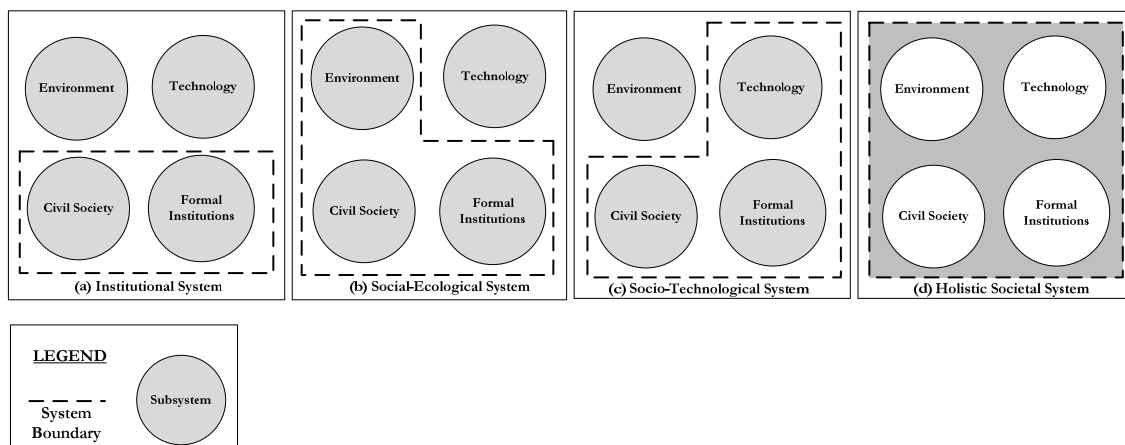 Environment
Technology
Civil Society
Formal
Institutions
(a) Institutional System
Environment
Technology
Civil Society
Formal
Institutions
(b) Social-Ecological System
Environment
Technology
Civil Society
Formal
Institutions
(c) Socio-Technological System
Environment
Technology
Civil Society
Formal
Institutions
(d) Holistic Societal System
LEGEND
System
Boundary
Subsystem